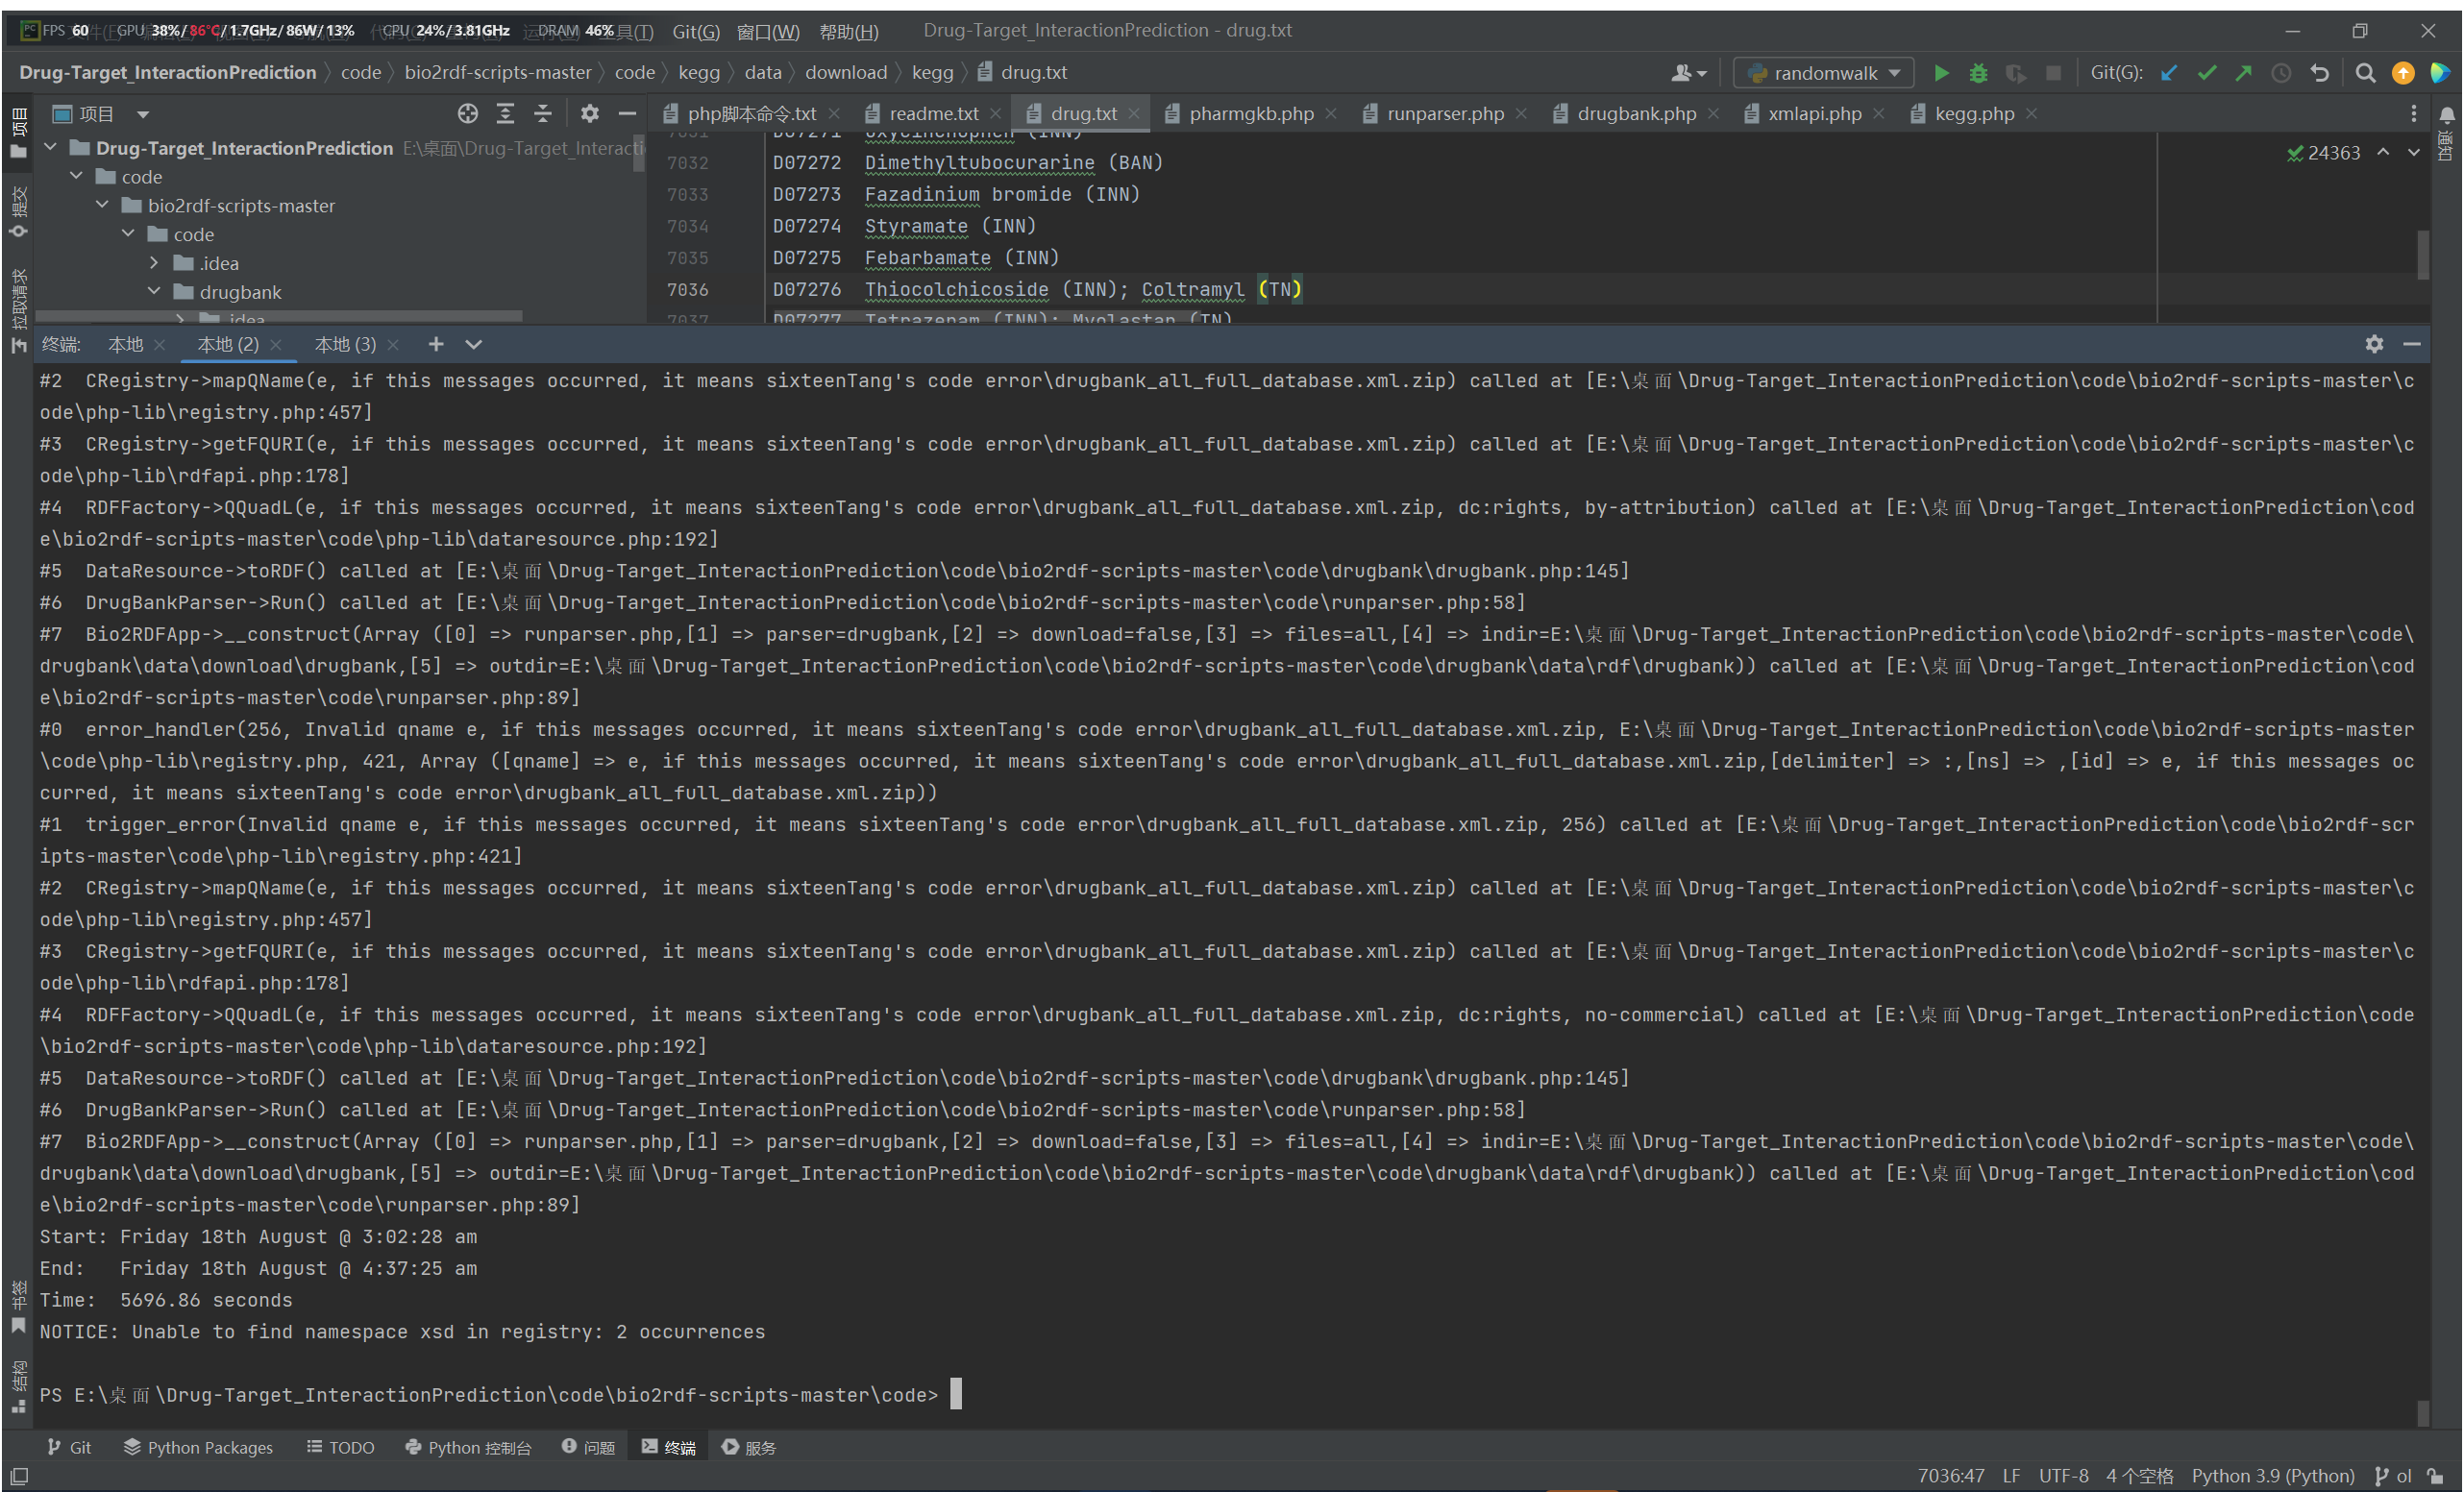 FPS 60 GPU 38%/86°C/1.7GHz/86W/13% CPU 24%/3.81GHz DRAM 46% 工具(T) Git(G) 窗口(W) 帮助(H) Drug-Target_InteractionPrediction - drug.txt
Drug-Target_InteractionPrediction code bio2rdf-scripts-master code kegg data download kegg drug.txt randomwalk Git(G):
项目 php脚本命令.txt readme.txt drug.txt pharmgkb.php runparser.php drugbank.php xmlapi.php kegg.php
项目
提交
拉取请求
书签
结构
通知
Drug-Target_InteractionPrediction E:\桌面\Drug-Target_Interacti
code
bio2rdf-scripts-master
code
.idea
drugbank
.idea
7031 D07271 Oxycinchophen (INN)
7032 D07272 Dimethyltubocurarine (BAN)
7033 D07273 Fazadinium bromide (INN)
7034 D07274 Styramate (INN)
7035 D07275 Febarbamate (INN)
7036 D07276 Thiocolchicoside (INN); Coltramyl (TN)
7037 D07277 Tetrazepam (INN); Myolastan (TN)
24363
终端: 本地 本地 (2) 本地 (3)
#2 CRegistry->mapQName(e, if this messages occurred, it means sixteenTang's code error\drugbank_all_full_database.xml.zip) called at [E:\桌面\Drug-Target_InteractionPrediction\code\bio2rdf-scripts-master\c
ode\php-lib\registry.php:457]
#3 CRegistry->getFQURI(e, if this messages occurred, it means sixteenTang's code error\drugbank_all_full_database.xml.zip) called at [E:\桌面\Drug-Target_InteractionPrediction\code\bio2rdf-scripts-master\c
ode\php-lib\rdfapi.php:178]
#4 RDFFactory->QQuadL(e, if this messages occurred, it means sixteenTang's code error\drugbank_all_full_database.xml.zip, dc:rights, by-attribution) called at [E:\桌面\Drug-Target_InteractionPrediction\cod
e\bio2rdf-scripts-master\code\php-lib\dataresource.php:192]
#5 DataResource->toRDF() called at [E:\桌面\Drug-Target_InteractionPrediction\code\bio2rdf-scripts-master\code\drugbank\drugbank.php:145]
#6 DrugBankParser->Run() called at [E:\桌面\Drug-Target_InteractionPrediction\code\bio2rdf-scripts-master\code\runparser.php:58]
#7 Bio2RDFApp->__construct(Array ([0] => runparser.php,[1] => parser=drugbank,[2] => download=false,[3] => files=all,[4] => indir=E:\桌面\Drug-Target_InteractionPrediction\code\bio2rdf-scripts-master\code\
drugbank\data\download\drugbank,[5] => outdir=E:\桌面\Drug-Target_InteractionPrediction\code\bio2rdf-scripts-master\code\drugbank\data\rdf\drugbank)) called at [E:\桌面\Drug-Target_InteractionPrediction\cod
e\bio2rdf-scripts-master\code\runparser.php:89]
#0 error_handler(256, Invalid qname e, if this messages occurred, it means sixteenTang's code error\drugbank_all_full_database.xml.zip, E:\桌面\Drug-Target_InteractionPrediction\code\bio2rdf-scripts-master
\code\php-lib\registry.php, 421, Array ([qname] => e, if this messages occurred, it means sixteenTang's code error\drugbank_all_full_database.xml.zip,[delimiter] => :,[ns] => ,[id] => e, if this messages oc
curred, it means sixteenTang's code error\drugbank_all_full_database.xml.zip))
#1 trigger_error(Invalid qname e, if this messages occurred, it means sixteenTang's code error\drugbank_all_full_database.xml.zip, 256) called at [E:\桌面\Drug-Target_InteractionPrediction\code\bio2rdf-scr
ipts-master\code\php-lib\registry.php:421]
#2 CRegistry->mapQName(e, if this messages occurred, it means sixteenTang's code error\drugbank_all_full_database.xml.zip) called at [E:\桌面\Drug-Target_InteractionPrediction\code\bio2rdf-scripts-master\c
ode\php-lib\registry.php:457]
#3 CRegistry->getFQURI(e, if this messages occurred, it means sixteenTang's code error\drugbank_all_full_database.xml.zip) called at [E:\桌面\Drug-Target_InteractionPrediction\code\bio2rdf-scripts-master\c
ode\php-lib\rdfapi.php:178]
#4 RDFFactory->QQuadL(e, if this messages occurred, it means sixteenTang's code error\drugbank_all_full_database.xml.zip, dc:rights, no-commercial) called at [E:\桌面\Drug-Target_InteractionPrediction\code
\bio2rdf-scripts-master\code\php-lib\dataresource.php:192]
#5 DataResource->toRDF() called at [E:\桌面\Drug-Target_InteractionPrediction\code\bio2rdf-scripts-master\code\drugbank\drugbank.php:145]
#6 DrugBankParser->Run() called at [E:\桌面\Drug-Target_InteractionPrediction\code\bio2rdf-scripts-master\code\runparser.php:58]
#7 Bio2RDFApp->__construct(Array ([0] => runparser.php,[1] => parser=drugbank,[2] => download=false,[3] => files=all,[4] => indir=E:\桌面\Drug-Target_InteractionPrediction\code\bio2rdf-scripts-master\code\
drugbank\data\download\drugbank,[5] => outdir=E:\桌面\Drug-Target_InteractionPrediction\code\bio2rdf-scripts-master\code\drugbank\data\rdf\drugbank)) called at [E:\桌面\Drug-Target_InteractionPrediction\cod
e\bio2rdf-scripts-master\code\runparser.php:89]
Start: Friday 18th August @ 3:02:28 am
End: Friday 18th August @ 4:37:25 am
Time: 5696.86 seconds
NOTICE: Unable to find namespace xsd in registry: 2 occurrences
PS E:\桌面\Drug-Target_InteractionPrediction\code\bio2rdf-scripts-master\code>
Git Python Packages TODO Python 控制台 问题 终端 服务
7036:47 LF UTF-8 4 个空格 Python 3.9 (Python) ol